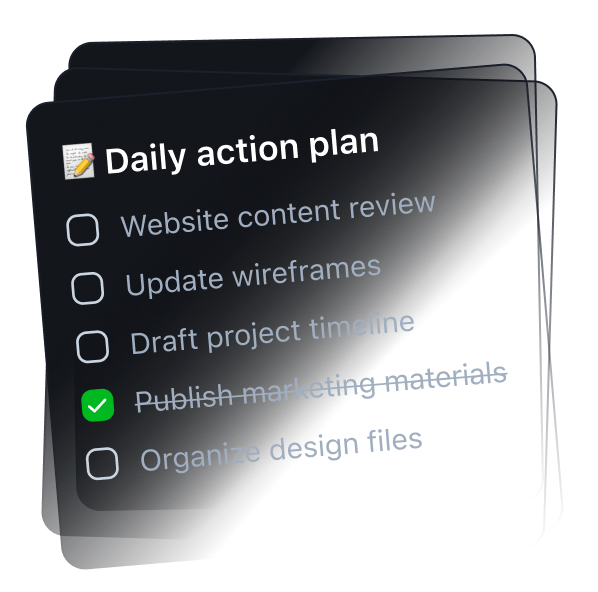 Daily action plan
Website content review
Update wireframes
Draft project timeline
Publish marketing materials
Organize design files